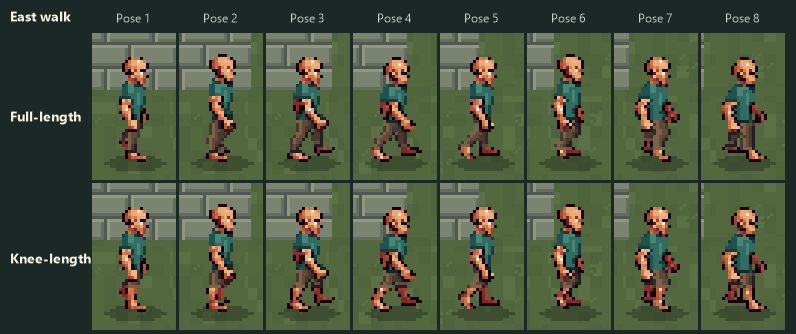 East walk
Pose 1
Pose 2
Pose 3
Pose 4
Pose 5
Pose 6
Pose 7
Pose 8
Full-length
Knee-length